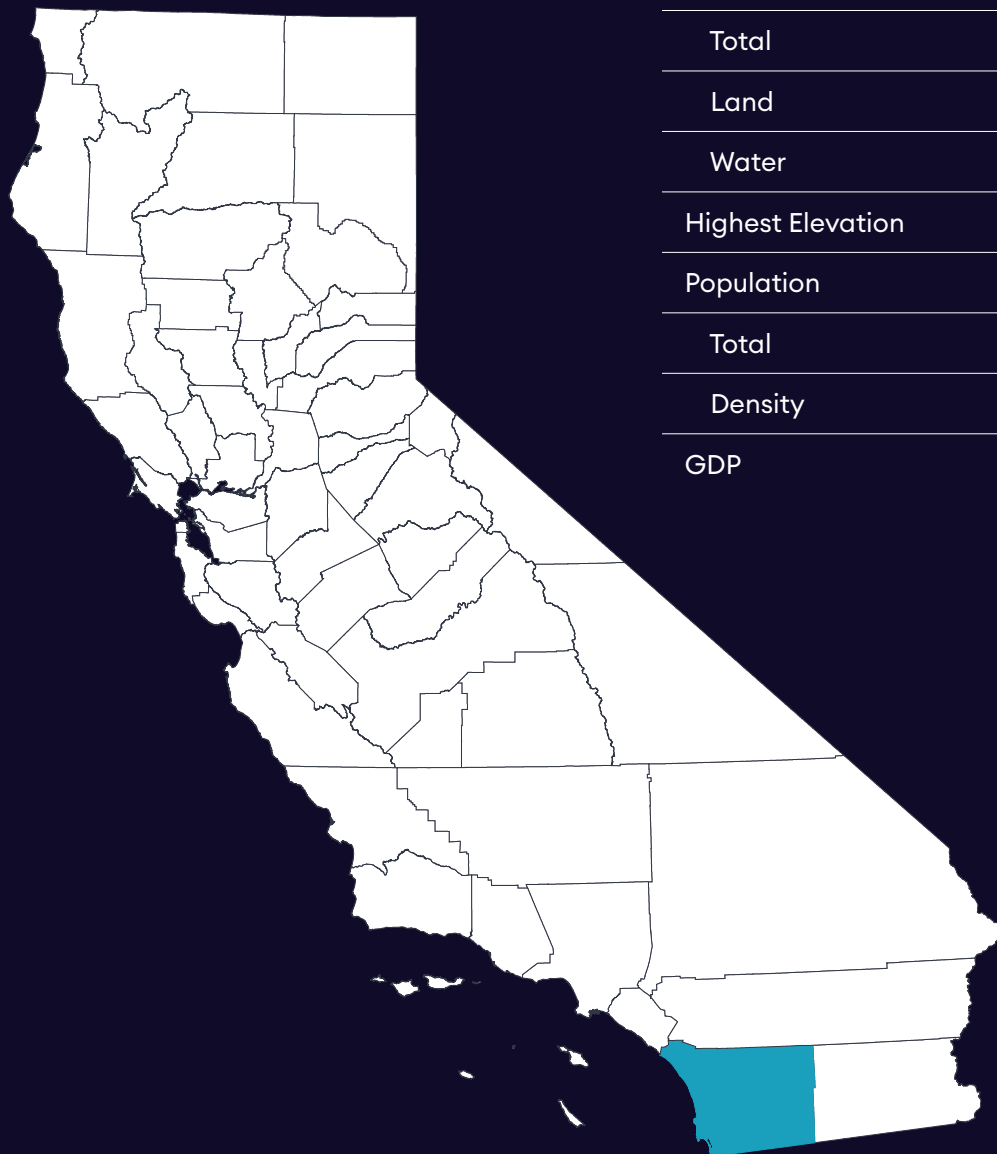 Total
Land
Water
Highest Elevation
Population
Total
Density
GDP